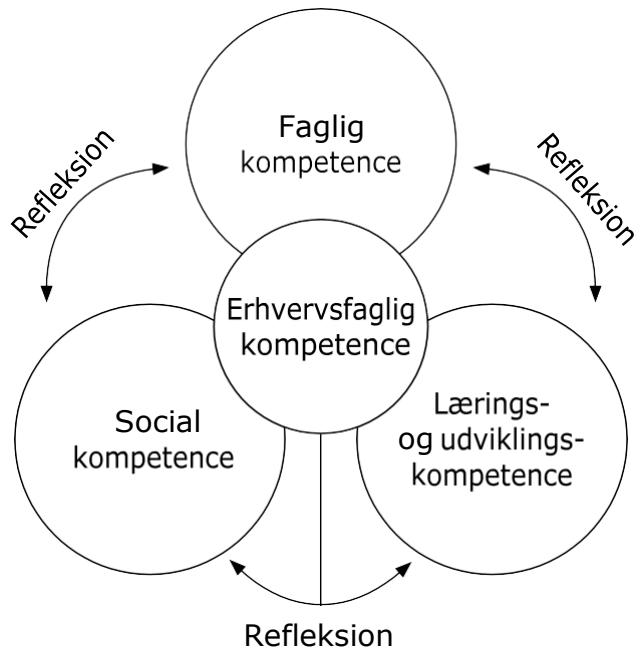 Faglig
kompetence
Refleksion
Refleksion
Erhvervsfaglig
kompetence
Social
kompetence
Lærings-
og udviklings-
kompetence
Refleksion